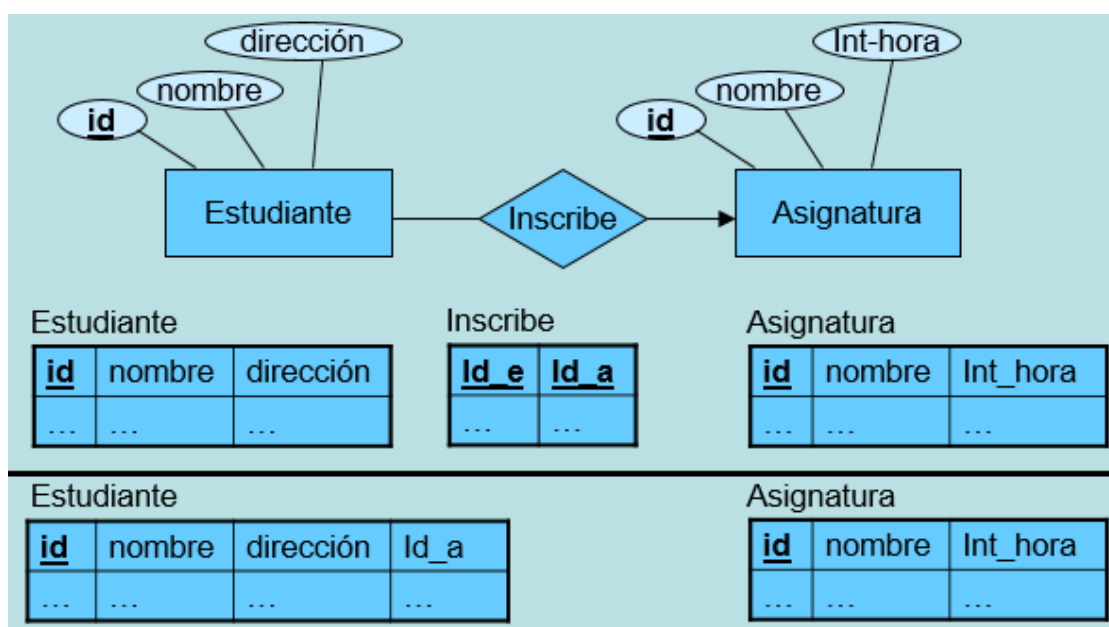 dirección
Int-hora
nombre
nombre
id
id
Estudiante
Inscribe
Asignatura
Estudiante
Inscribe
Asignatura
id nombre dirección
Id_e Id_a
id nombre Int_hora
... ... ...
... ...
... ... ...
Estudiante
Asignatura
id nombre dirección Id_a
id nombre Int_hora
... ... ... ...
... ... ...